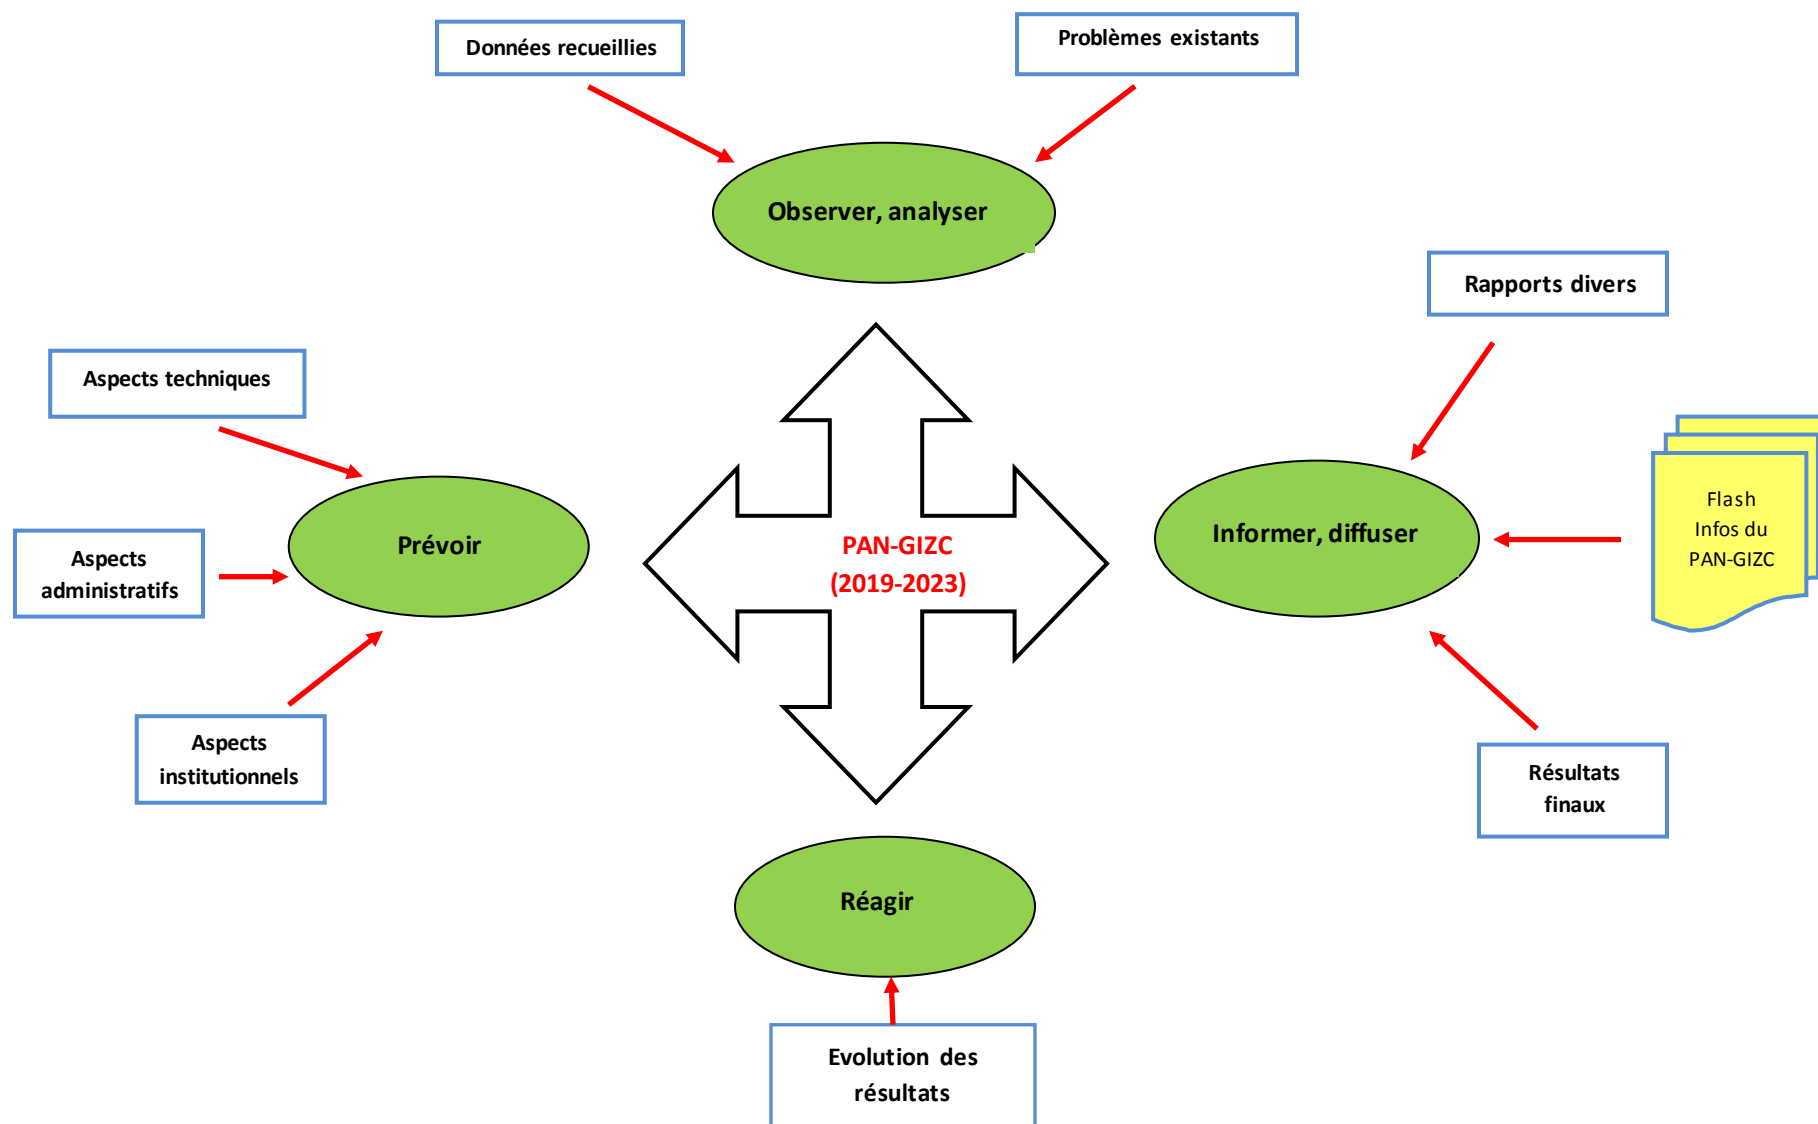 Données recueillies
Problèmes existants
Observer, analyser
Rapports divers
Aspects techniques
Flash
Infos du
PAN-GIZC
Prévoir
PAN-GIZC
(2019-2023)
Informer, diffuser
Aspects
administratifs
Aspects
institutionnels
Résultats
finaux
Réagir
Evolution des
résultats